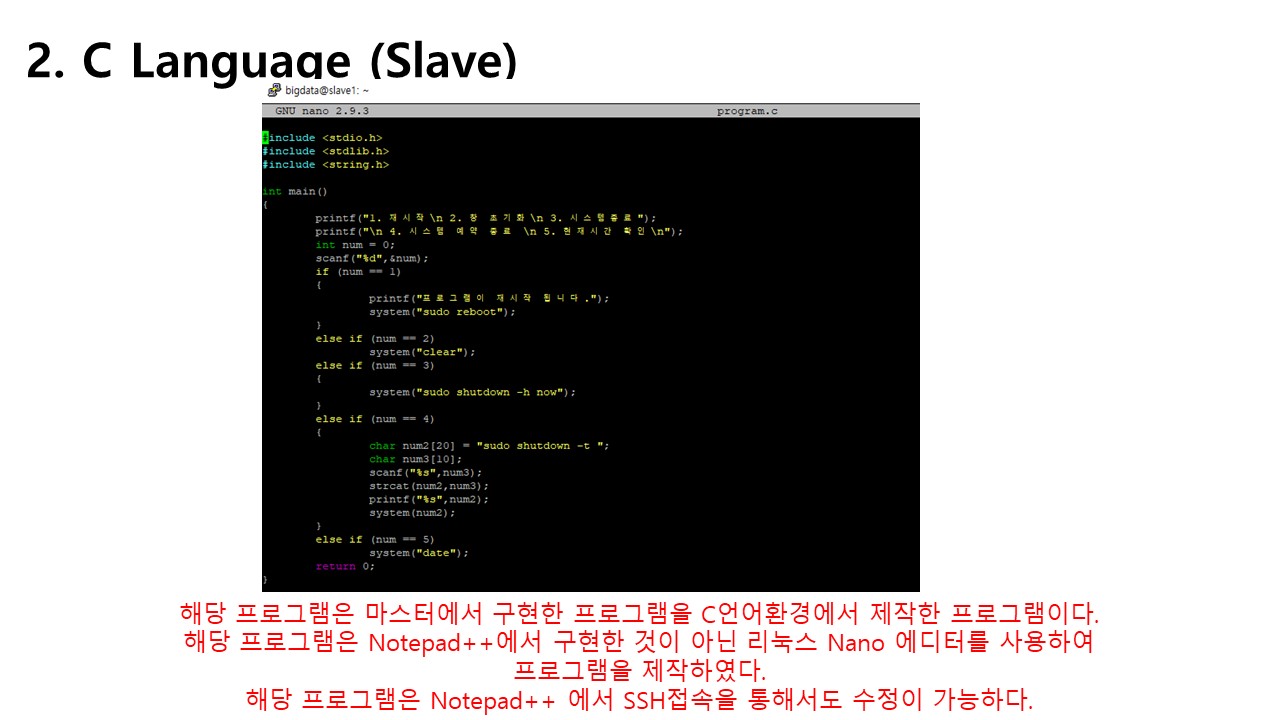 2. C Language (Slave)
bigdata@slave1: ~
GNU nano 2.9.3 program.c
#include <stdio.h>
#include <stdlib.h>
#include <string.h>
int main()
{
printf("1. 재시작\n 2. 창 초기화\n 3. 시스템종료");
printf("\n 4. 시스템 예약 종료 \n 5. 현재시간 확인\n");
int num = 0;
scanf("%d",&num);
if (num == 1)
{
printf("프로그램이 재시작 됩니다.");
system("sudo reboot");
}
else if (num == 2)
system("clear");
else if (num == 3)
{
system("sudo shutdown -h now");
}
else if (num == 4)
{
char num2[20] = "sudo shutdown -t ";
char num3[10];
scanf("%s",num3);
strcat(num2,num3);
printf("%s",num2);
system(num2);
}
else if (num == 5)
system("date");
return 0;
}
해당 프로그램은 마스터에서 구현한 프로그램을 C언어환경에서 제작한 프로그램이다.
해당 프로그램은 Notepad++에서 구현한 것이 아닌 리눅스 Nano 에디터를 사용하여
프로그램을 제작하였다.
해당 프로그램은 Notepad++ 에서 SSH접속을 통해서도 수정이 가능하다.